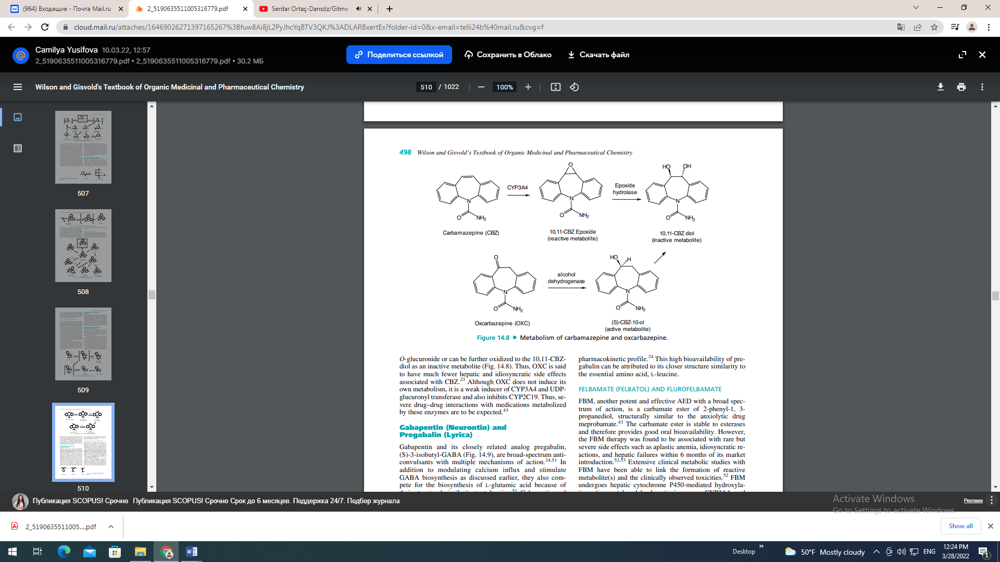 (964) Входящие - Почта Mail.ru
2_5190635511005316779.pdf
Serdar Ortaç-Dansöz/Gitme
cloud.mail.ru/attaches/16469026271397165267%3Bfuw8Ai8jL2PyJhcYqBTV3QKJ%3ADLARBxertEx?folder-id=0&x-email=telli24b%40mail.ru&cvg=f
Camilya Yusifova 10.03.22, 12:57
2_5190635511005316779.pdf • 2_5190635511005316779.pdf • 30.2 МБ
Поделиться ссылкой
Сохранить в Облако
Скачать файл
Wilson and Gisvold's Textbook of Organic Medicinal and Pharmaceutical Chemistry
510 / 1022
100%
507
508
509
510
498 Wilson and Gisvold's Textbook of Organic Medicinal and Pharmaceutical Chemistry
N
O
NH2
Carbamazepine (CBZ)
CYP3A4
O
N
O
NH2
10,11-CBZ Epoxide
(reactive metabolite)
Epoxide
hydrolase
HO
OH
N
O
NH2
10,11-CBZ diol
(inactive metabolite)
O
N
O
NH2
Oxcarbazepine (OXC)
alcohol
dehydrogenase
HO
H
N
O
NH2
(S)-CBZ-10-ol
(active metabolite)
Figure 14.8 • Metabolism of carbamazepine and oxcarbazepine.
O-glucuronide or can be further oxidized to the 10,11-CBZ-
diol as an inactive metabolite (Fig. 14.8). Thus, OXC is said
to have much fewer hepatic and idiosyncratic side effects
associated with CBZ.23 Although OXC does not induce its
own metabolism, it is a weak inducer of CYP3A4 and UDP-
glucuronyl transferase and also inhibits CYP2C19. Thus, se-
vere drug–drug interactions with medications metabolized
by these enzymes are to be expected.43
Gabapentin (Neurontin) and
Pregabalin (Lyrica)
Gabapentin and its closely related analog pregabalin,
(S)-3-isobutyl-GABA (Fig. 14.9), are broad-spectrum anti-
convulsants with multiple mechanisms of action.24,51 In
addition to modulating calcium influx and stimulate
GABA biosynthesis as discussed earlier, they also com-
pete for the biosynthesis of L-glutamic acid because of
pharmacokinetic profile.24 This high bioavailability of pre-
gabalin can be attributed to its closer structure similarity to
the essential amino acid, L-leucine.
FELBAMATE (FELBATOL) AND FLUROFELBAMATE
FBM, another potent and effective AED with a broad spec-
trum of action, is a carbamate ester of 2-phenyl-1, 3-
propanediol, structurally similar to the anxiolytic drug
meprobamate.43 The carbamate ester is stable to esterases
and therefore provides good oral bioavailability. However,
the FBM therapy was found to be associated with rare but
severe side effects such as aplastic anemia, idiosyncratic re-
actions, and hepatic failures within 6 months of its market
introduction.52,53 Extensive clinical metabolic studies with
FBM have been able to link the formation of reactive
metabolite(s) and the clinically observed toxicities.52 FBM
undergoes hepatic cytochrome P450-mediated hydroxyla-
Публикация SCOPUS! Срочно Публикация SCOPUS! Срочно Срок до 6 месяцев. Поддержка 24/7. Подбор журнала
Реклама
Activate Windows
Go to Settings to activate Windows.
2_5190635511005....pdf
Show all
Desktop
50°F Mostly cloudy
ENG
12:24 PM
3/28/2022
1